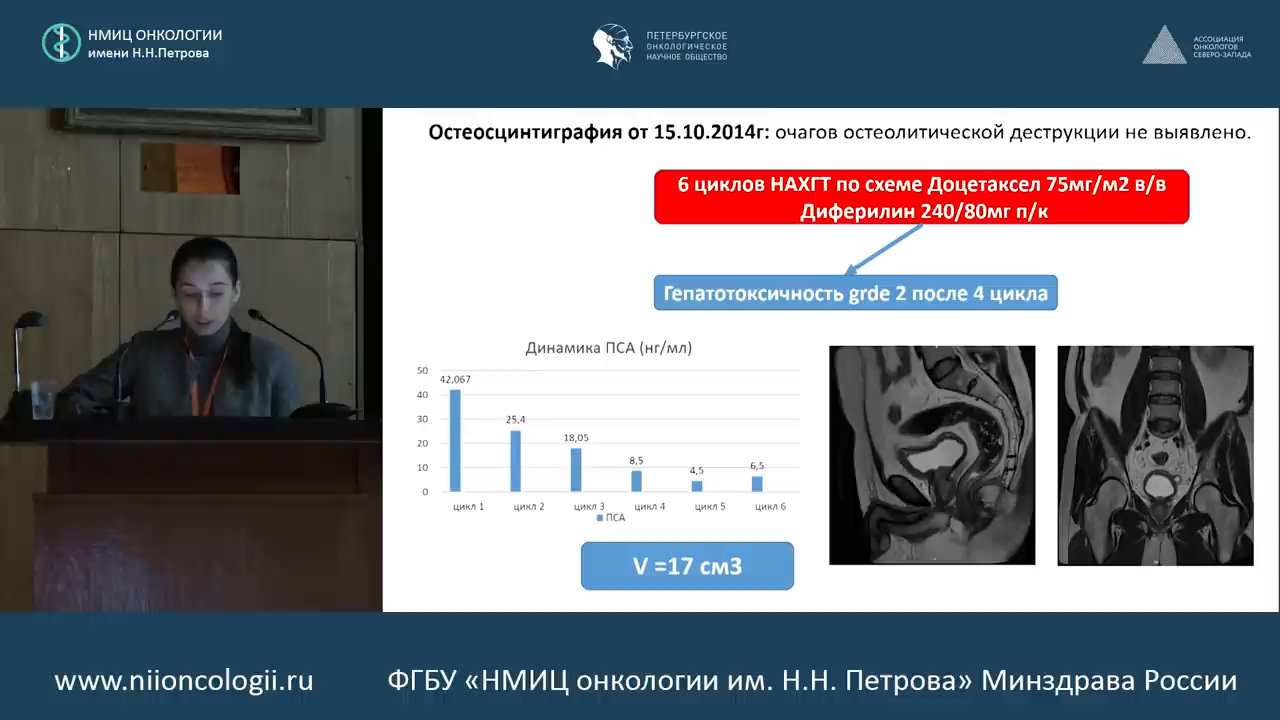 НМИЦ ОНКОЛОГИИ
имени Н.Н.Петрова
ПЕТЕРБУРГСКОЕ
ОНКОЛОГИЧЕСКОЕ
НАУЧНОЕ ОБЩЕСТВО
АССОЦИАЦИЯ
ОНКОЛОГОВ
СЕВЕРО-ЗАПАДА
Остеосцинтиграфия от 15.10.2014г: очагов остеолитической деструкции не выявлено.
6 циклов НАХГТ по схеме Доцетаксел 75мг/м2 в/в
Диферилин 240/80мг п/к
Гепатотоксичность grde 2 после 4 цикла
Динамика ПСА (нг/мл)
50
40
30
20
10
0
42,067
25,4
18,05
8,5
4,5
6,5
цикл 1 цикл 2 цикл 3 цикл 4 цикл 5 цикл 6
ПСА
V =17 см3
www.niioncologii.ru
ФГБУ «НМИЦ онкологии им. Н.Н. Петрова» Минздрава России